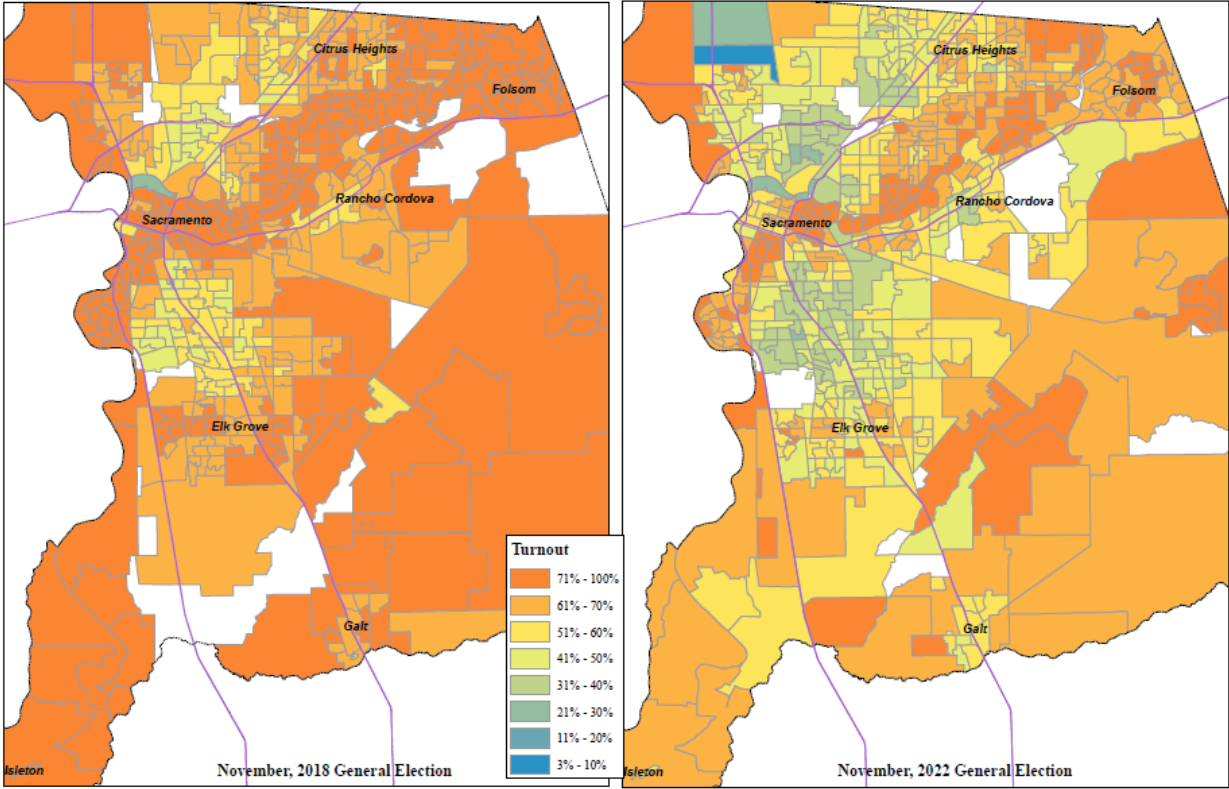 Citrus Heights
Folsom
Rancho Cordova
Sacramento
Elk Grove
Galt
Isleton
November, 2018 General Election
Turnout
71% - 100%
61% - 70%
51% - 60%
41% - 50%
31% - 40%
21% - 30%
11% - 20%
3% - 10%
Citrus Heights
Folsom
Rancho Cordova
Sacramento
Elk Grove
Galt
Isleton
November, 2022 General Election